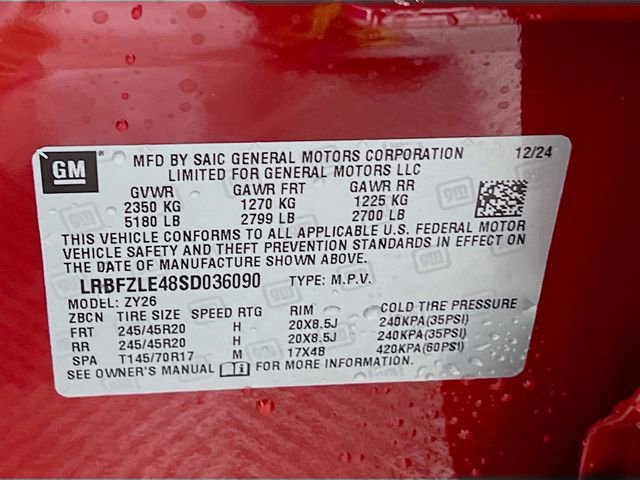 GM
MFD BY SAIC GENERAL MOTORS CORPORATION 12/24
LIMITED FOR GENERAL MOTORS LLC
GVWR GAWR FRT GAWR RR
2350 KG 1270 KG 1225 KG
5180 LB 2799 LB 2700 LB
THIS VEHICLE CONFORMS TO ALL APPLICABLE U.S. FEDERAL MOTOR
VEHICLE SAFETY AND THEFT PREVENTION STANDARDS IN EFFECT ON
THE DATE OF MANUFACTURE SHOWN ABOVE.
LRBFZLE48SD036090 TYPE: M.P.V.
MODEL: ZY26
ZBCN TIRE SIZE SPEED RTG RIM COLD TIRE PRESSURE
FRT 245/45R20 H 20X8.5J 240KPA(35PSI)
RR 245/45R20 H 20X8.5J 240KPA(35PSI)
SPA T145/70R17 M 17X4B 420KPA(60PSI)
SEE OWNER'S MANUAL FOR MORE INFORMATION.